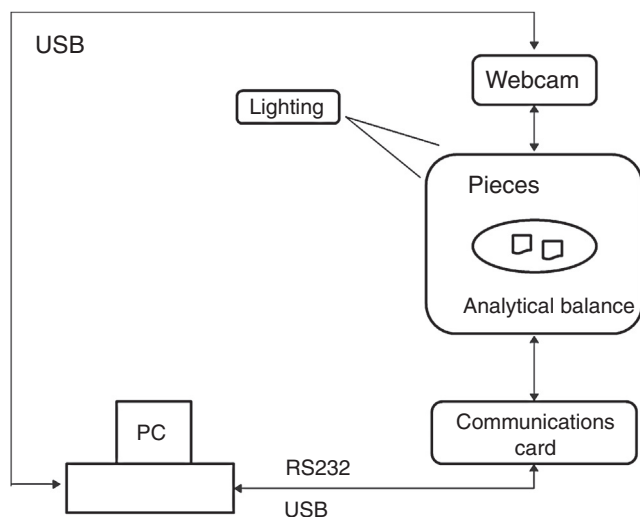 USB
Webcam
Lighting
Pieces
Analytical balance
Communications
card
PC
RS232
USB